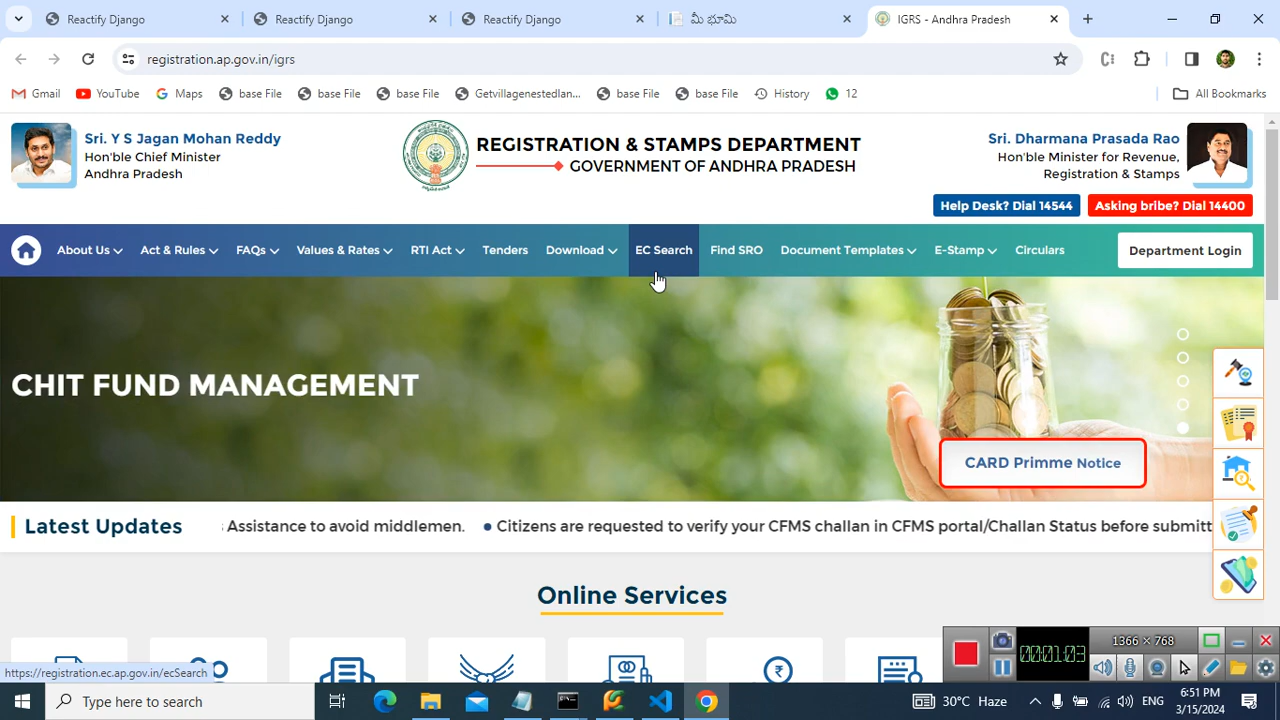 Reactify Django
Reactify Django
Reactify Django
మీ భూమి
IGRS - Andhra Pradesh
registration.ap.gov.in/igrs
Gmail
YouTube
Maps
base File
base File
base File
Getvillagenestedlan...
base File
base File
History
12
All Bookmarks
Sri. Y S Jagan Mohan Reddy
Hon'ble Chief Minister
Andhra Pradesh
REGISTRATION & STAMPS DEPARTMENT
GOVERNMENT OF ANDHRA PRADESH
Sri. Dharmana Prasada Rao
Hon'ble Minister for Revenue,
Registration & Stamps
Help Desk? Dial 14544
Asking bribe? Dial 14400
About Us
Act & Rules
FAQs
Values & Rates
RTI Act
Tenders
Download
EC Search
Find SRO
Document Templates
E-Stamp
Circulars
Department Login
CHIT FUND MANAGEMENT
CARD Primme Notice
Latest Updates
Assistance to avoid middlemen.
Citizens are requested to verify your CFMS challan in CFMS portal/Challan Status before submitt
Online Services
https://registration.ec.ap.gov.in/ecSearch
1366 × 768
00:01:03
Type here to search
30°C Haze
ENG
6:51 PM
3/15/2024